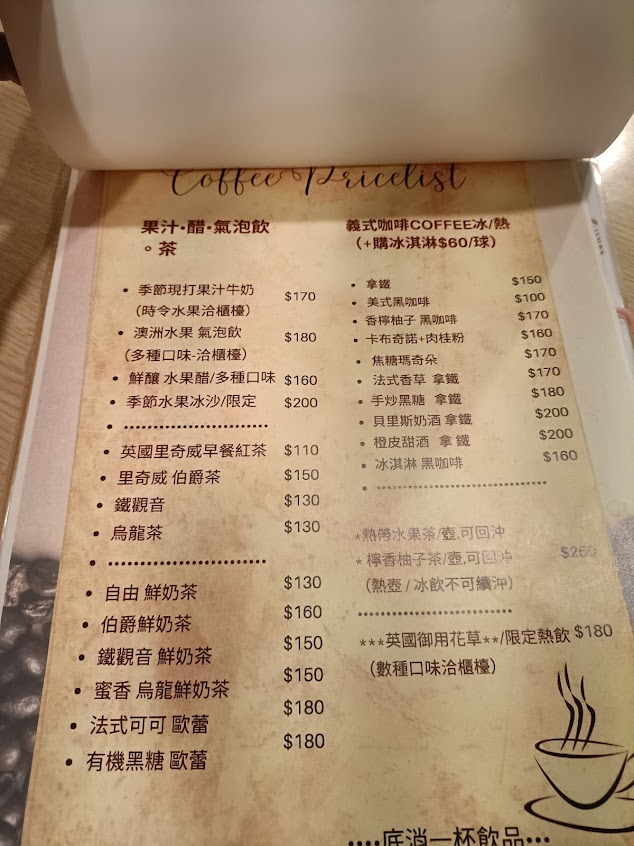 Coffee Pricelist
果汁•醋•氣泡飲
。茶
• 季節現打果汁牛奶 $170
（時令水果洽櫃檯）
• 澳洲水果 氣泡飲 $180
（多種口味-洽櫃檯）
• 鮮釀 水果醋/多種口味 $160
• 季節水果冰沙/限定 $200
• ••••••••••••••••••••••••
• 英國里奇威早餐紅茶 $110
• 里奇威 伯爵茶 $150
• 鐵觀音 $130
• 烏龍茶 $130
• ••••••••••••••••••••••••
• 自由 鮮奶茶 $130
• 伯爵鮮奶茶 $160
• 鐵觀音 鮮奶茶 $150
• 蜜香 烏龍鮮奶茶 $150
• 法式可可 歐蕾 $180
• 有機黑糖 歐蕾 $180
義式咖啡COFFEE冰/熱
（+購冰淇淋$60/球）
• 拿鐵 $150
• 美式黑咖啡 $100
• 香檸柚子 黑咖啡 $170
• 卡布奇諾+肉桂粉 $160
• 焦糖瑪奇朵 $170
• 法式香草 拿鐵 $170
• 手炒黑糖 拿鐵 $180
• 貝里斯奶酒 拿鐵 $200
• 橙皮甜酒 拿鐵 $200
• 冰淇淋 黑咖啡 $160
• ••••••••••••••••••••••••••
*熱帶水果茶/壺.可回沖
*檸香柚子茶/壺.可回沖 $250
（熱壺 / 冰飲不可續沖）
••••••••••••••••••••••••
***英國御用花草**/限定熱飲 $180
（數種口味洽櫃檯）
••••底消一杯飲品•••